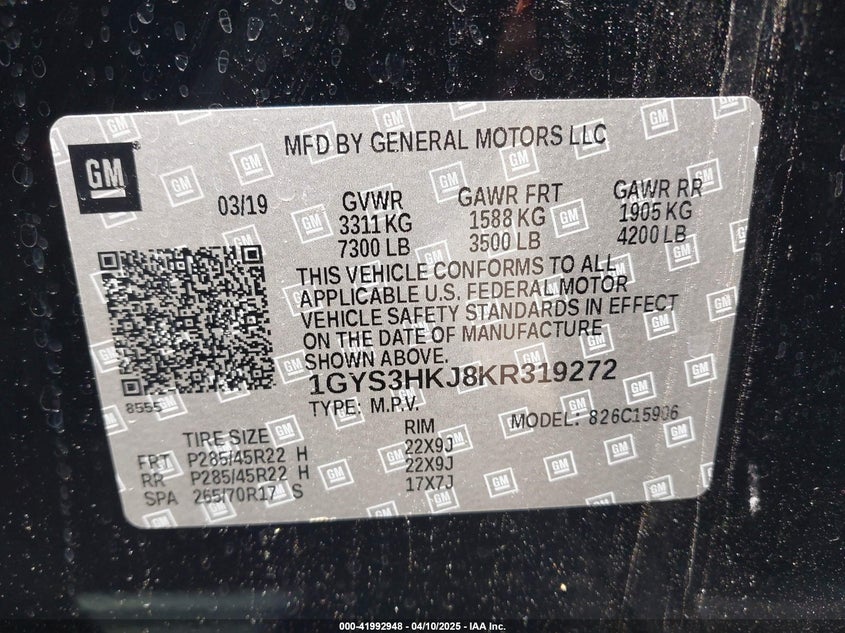 MFD BY GENERAL MOTORS LLC
GM
03/19
GVWR GAWR FRT GAWR RR
3311 KG 1588 KG 1905 KG
7300 LB 3500 LB 4200 LB
THIS VEHICLE CONFORMS TO ALL
APPLICABLE U.S. FEDERAL MOTOR
VEHICLE SAFETY STANDARDS IN EFFECT
ON THE DATE OF MANUFACTURE
SHOWN ABOVE.
1GYS3HKJ8KR319272
8555
TYPE: M.P.V. MODEL:
TIRE SIZE RIM
FRT P285/45R22 H 22X9J
RR P285/45R22 H 22X9J
SPA 265/70R17 S 17X7J
000-41992948 - 04/10/2025 - IAA Inc.